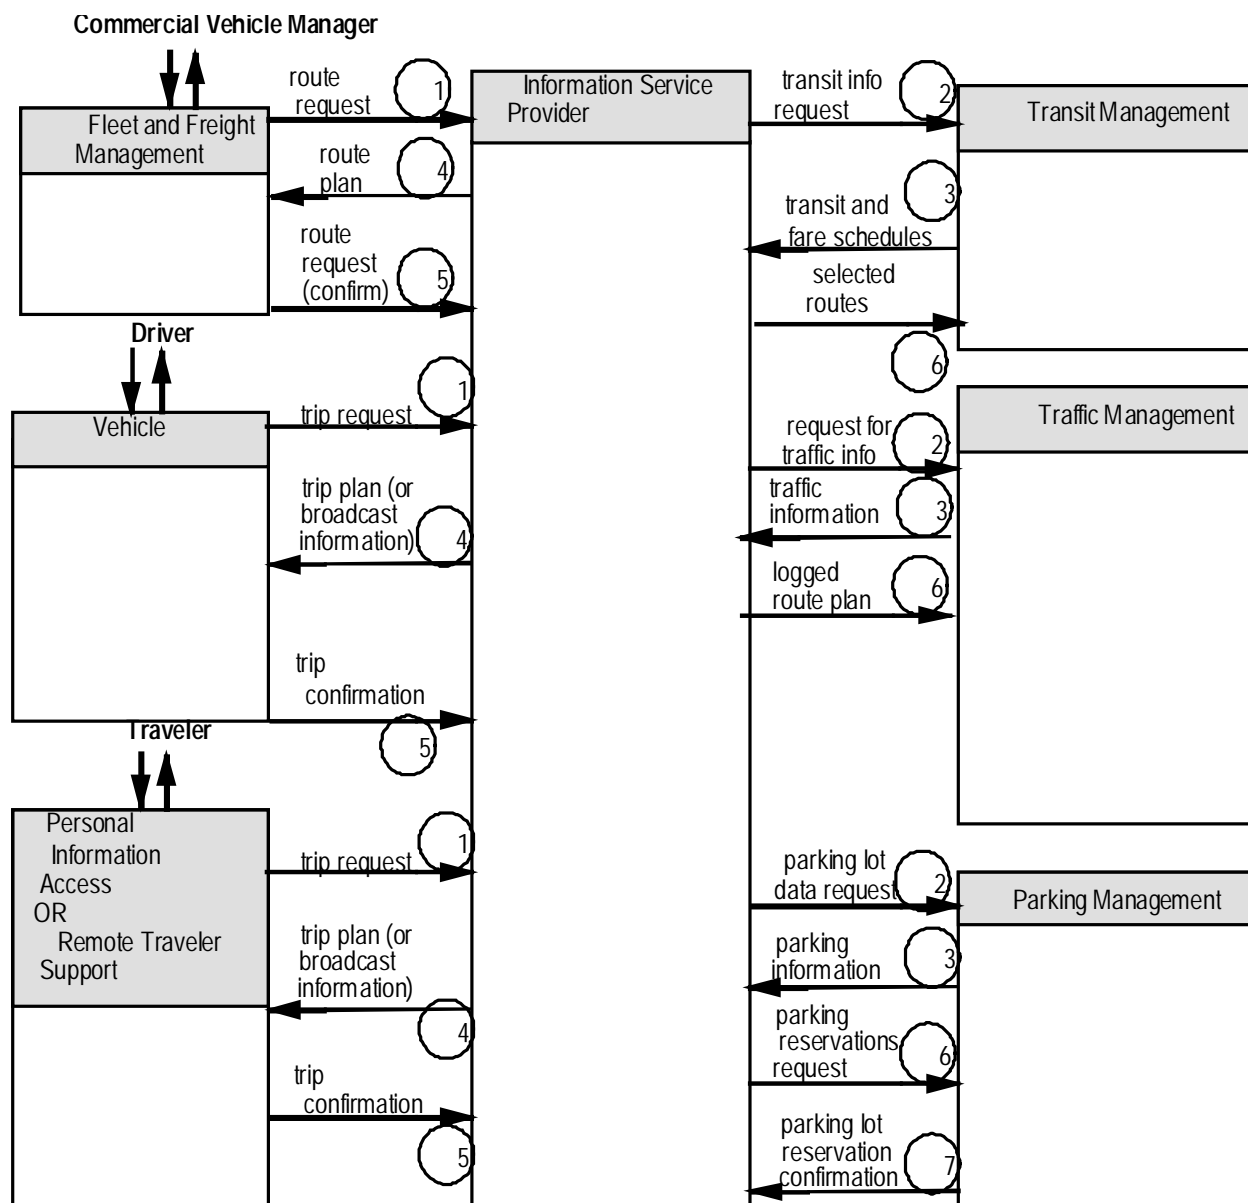 Commercial Vehicle Manager
route
request
1
Fleet and Freight
Management
route
plan
4
route
request
(confirm)
5
Driver
Vehicle
trip request
1
trip plan (or
broadcast
information)
4
trip
confirmation
5
Traveler
Personal
Information
Access
OR
Remote Traveler
Support
trip request
1
trip plan (or
broadcast
information)
4
trip
confirmation
5
Information Service
Provider
transit info
request
2
Transit Management
transit and
fare schedules
3
selected
routes
6
request for
traffic info
2
Traffic Management
traffic
information
3
logged
route plan
6
parking lot
data request
2
Parking Management
parking
information
3
parking
reservations
request
6
parking lot
reservation
confirmation
7